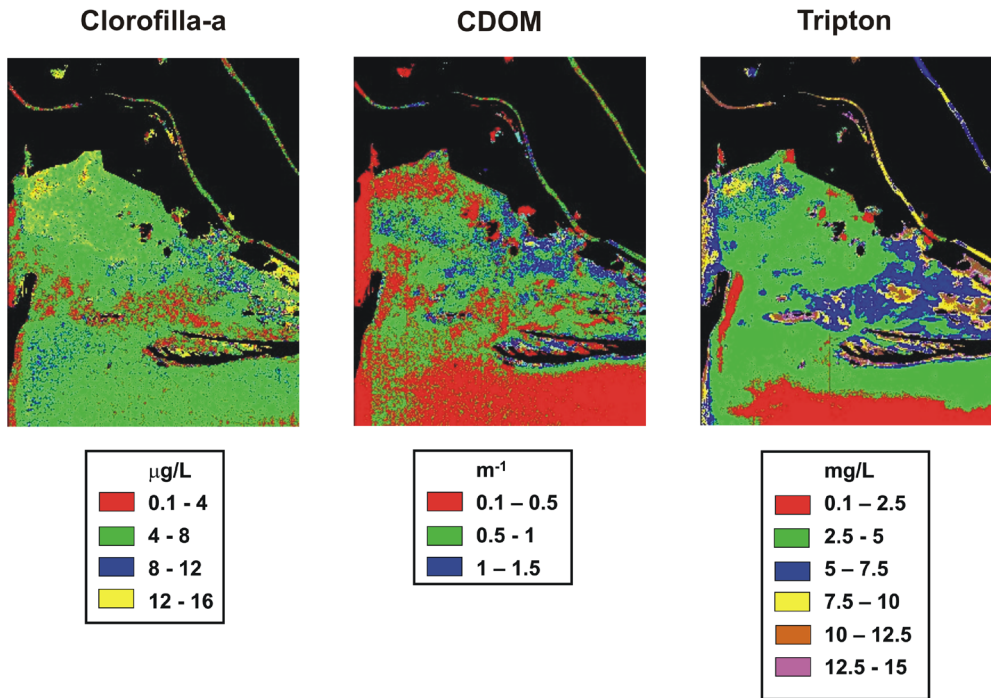 Clorofilla-a
CDOM
Tripton
µg/L
0.1 - 4
4 - 8
8 - 12
12 - 16
m-1
0.1 – 0.5
0.5 - 1
1 – 1.5
mg/L
0.1 – 2.5
2.5 - 5
5 – 7.5
7.5 – 10
10 – 12.5
12.5 - 15